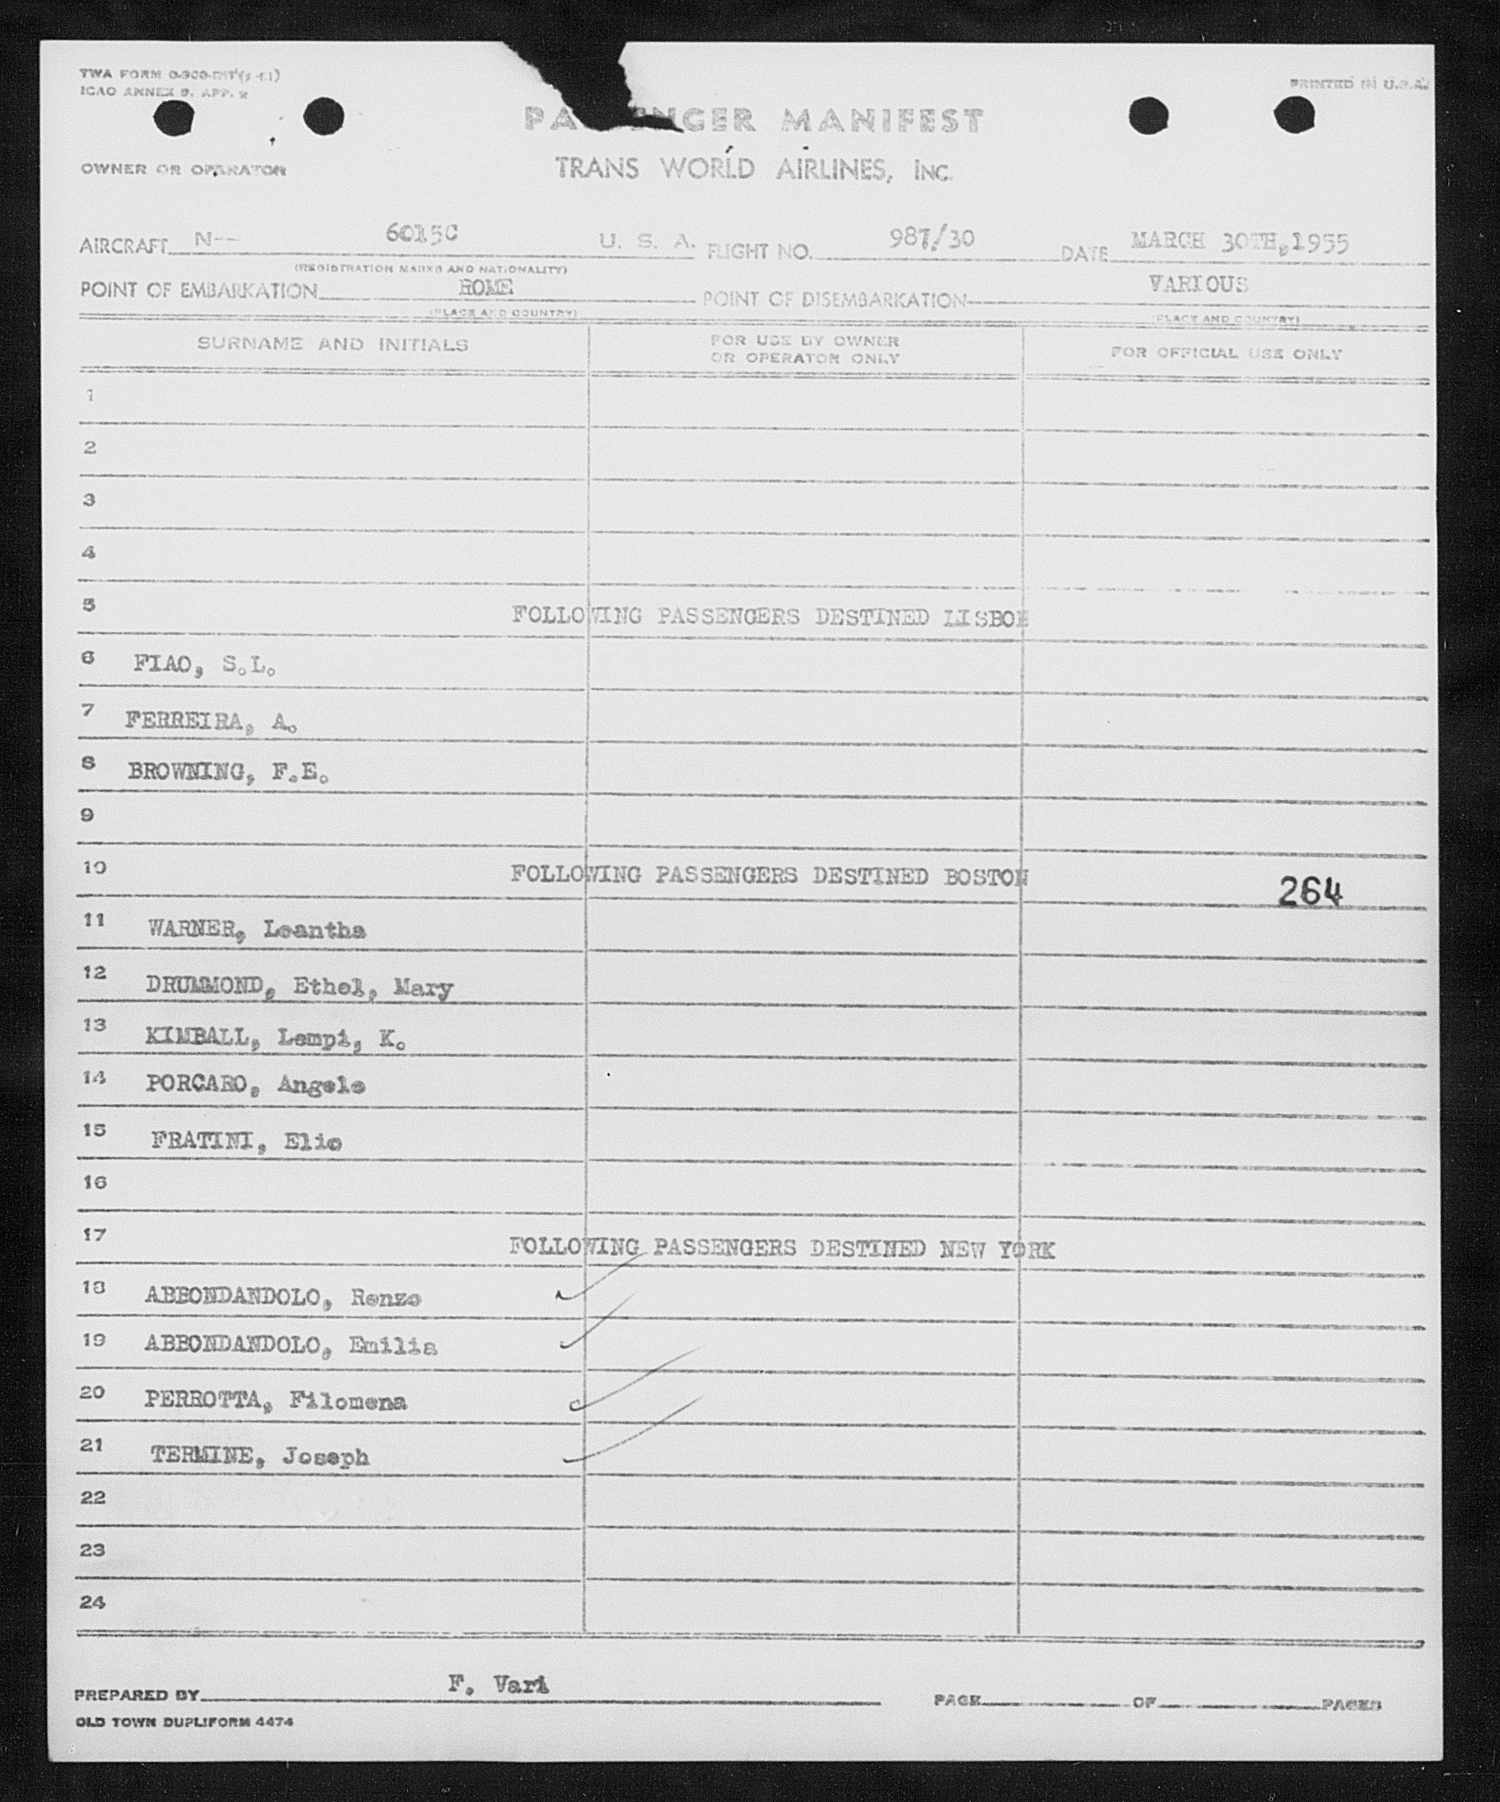 TWA FORM
ICAO ANNEX 9, APP. 2
PRINTED IN U.S.A.
PASSENGER MANIFEST
OWNER OR OPERATOR
TRANS WORLD AIRLINES, INC.
AIRCRAFT N-- 6015C U. S. A. FLIGHT NO. 987/30 DATE MARCH 30TH,1955
(REGISTRATION MARKS AND NATIONALITY)
POINT OF EMBARKATION ROME POINT OF DISEMBARKATION VARIOUS
(PLACE AND COUNTRY) (PLACE AND COUNTRY)
SURNAME AND INITIALS FOR USE BY OWNER OR OPERATOR ONLY FOR OFFICIAL USE ONLY
1
2
3
4
5 FOLLOWING PASSENGERS DESTINED LISBON
6 FIAO, S.L.
7 FERREIRA, A.
8 BROWNING, F.E.
9
10 FOLLOWING PASSENGERS DESTINED BOSTON 264
11 WARNER, Leantha
12 DRUMMOND, Ethel, Mary
13 KIMBALL, Lempi, K.
14 PORCARO, Angelo
15 FRATINI, Elio
16
17 FOLLOWING PASSENGERS DESTINED NEW YORK
18 ABBONDANDOLO, Renzo
19 ABBONDANDOLO, Emilia
20 PERROTTA, Filomena
21 TERMINE, Joseph
22
23
24
PREPARED BY F. Vari PAGE OF PAGES
OLD TOWN DUPLIFORM 4474